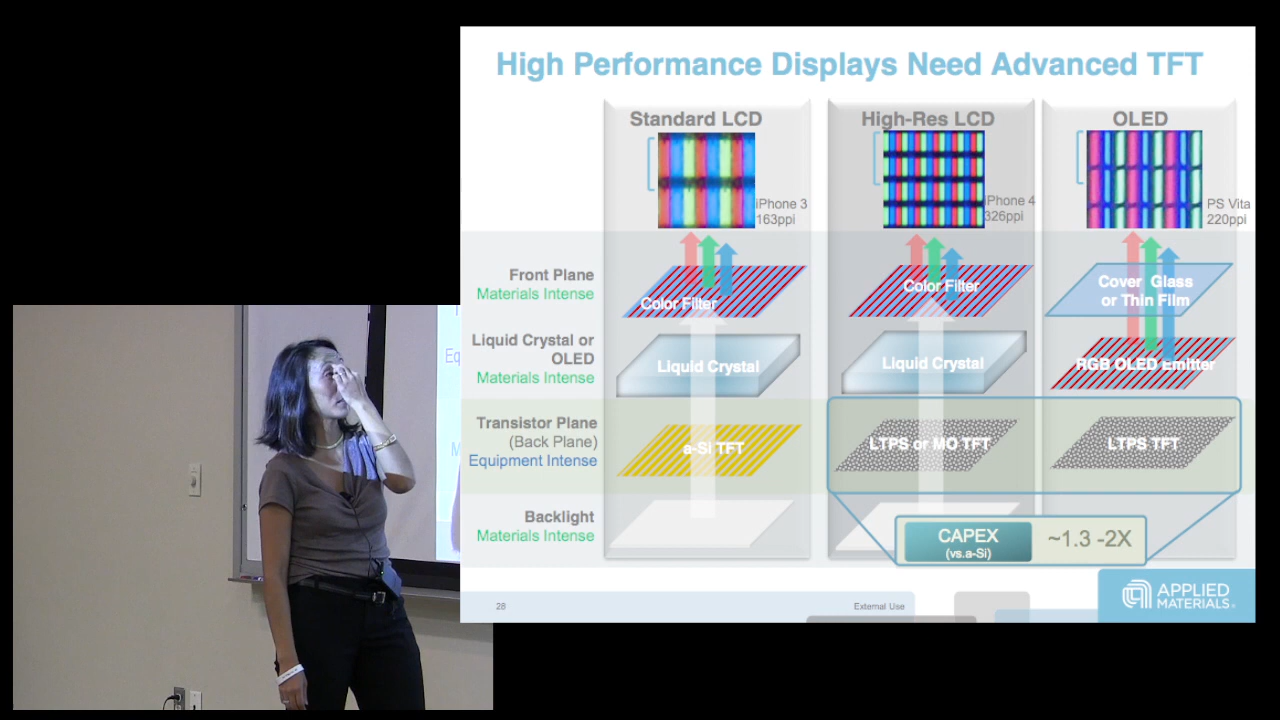 High Performance Displays Need Advanced TFT
Standard LCD
High-Res LCD
OLED
iPhone 3
163ppi
iPhone 4
326ppi
PS Vita
220ppi
Front Plane
Materials Intense
Color Filter
Color Filter
Cover Glass
or Thin Film
Liquid Crystal or
OLED
Materials Intense
Liquid Crystal
Liquid Crystal
RGB OLED Emitter
Transistor Plane
(Back Plane)
Equipment Intense
a-Si TFT
LTPS or MO TFT
LTPS TFT
Backlight
Materials Intense
CAPEX
(vs.a-Si)
~1.3 -2X
28
External Use
APPLIED
MATERIALS
Eq